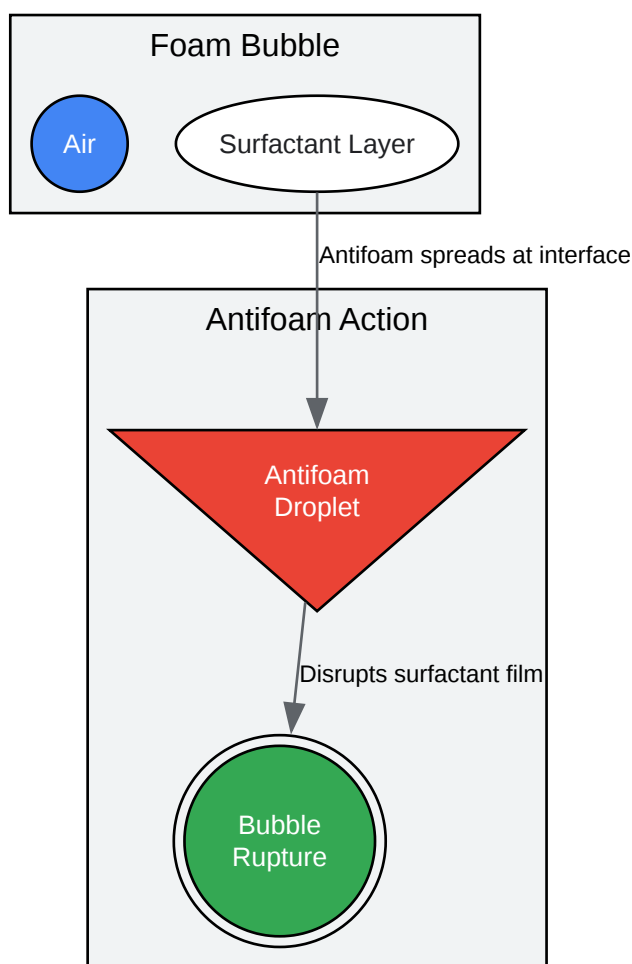 Foam Bubble
Air
Surfactant Layer
Antifoam spreads at interface
Antifoam Action
Antifoam
Droplet
Disrupts surfactant film
Bubble
Rupture